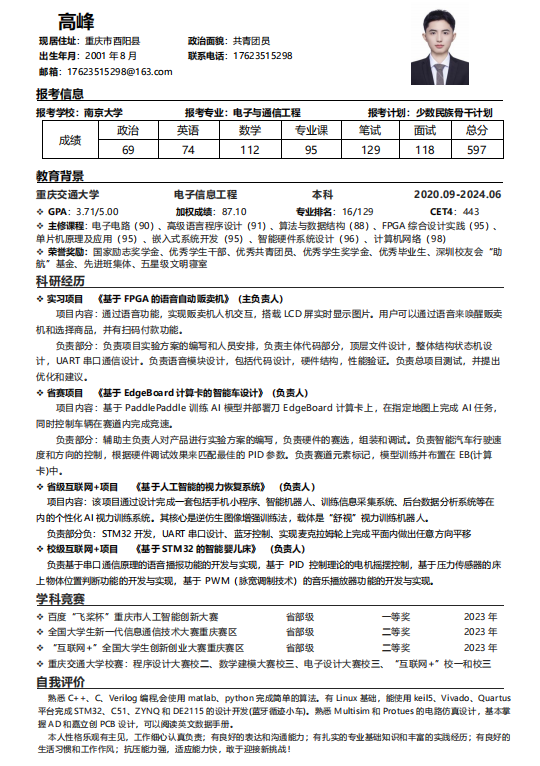 高峰
现居住址：重庆市酉阳县 政治面貌：共青团员
出生年月：2001 年 8 月 联系电话：17623515298
邮箱：17623515298@163.com
报考信息
报考学校：南京大学 报考专业：电子与通信工程 报考计划：少数民族骨干计划
成绩 政治 英语 数学 专业课 笔试 面试 总分
69 74 112 95 129 118 597
教育背景
重庆交通大学 电子信息工程 本科 2020.09-2024.06
❖ GPA：3.71/5.00 加权成绩：87.10 专业排名：16/129 CET4：443
❖ 主修课程：电子电路（90）、高级语言程序设计（91）、算法与数据结构（88）、FPGA 综合设计实践（95）、
单片机原理及应用（95）、嵌入式系统开发（95）、智能硬件系统设计（96）、计算机网络（98）
❖ 荣誉奖励：国家励志奖学金、优秀学生干部、优秀共青团员、优秀学生奖学金、优秀毕业生、深圳校友会“助
航”基金、先进班集体、五星级文明寝室
科研经历
❖ 实习项目 《基于 FPGA 的语音自动贩卖机》（主负责人）
项目内容：通过语音功能，实现贩卖机人机交互，搭载 LCD 屏实时显示图片。用户可以通过语音来唤醒贩卖
机和选择商品，并有扫码付款功能。
负责部分：负责项目实验方案的编写和人员安排，负责主体代码部分，顶层文件设计，整体结构状态机设
计，UART 串口通信设计。负责语音模块设计，包括代码设计，硬件结构，性能验证。负责总项目测试，并提出
优化和建议。
❖ 省赛项目 《基于 EdgeBoard 计算卡的智能车设计》（负责人）
项目内容：基于 PaddlePaddle 训练 AI 模型并部署刀 EdgeBoard 计算卡上，在指定地图上完成 AI 任务，
同时控制车辆在赛道内完成竞速。
负责部分：辅助主负责人对产品进行实验方案的编写，负责硬件的赛选，组装和调试。负责智能汽车行驶速
度和方向的控制，根据硬件调试效果来匹配最佳的 PID 参数。负责赛道元素标记，模型训并布置在 EB(计算
卡)中。
❖ 省级互联网+项目 《基于人工智能的视力恢复系统》 （负责人）
项目内容：该项目通过设计完成一套包括手机小程序、智能机器人、训练信息采集系统、后台数据分析系统等在
内的个性化 AI 视力训练系统。其核心是逆仿生图像增强训练法，载体是“舒视”视力训练机器人。
负责部分负：STM32 开发，UART 串口设计、蓝牙控制、实现麦克拉姆轮上完成平面内做出任意方向平移
❖ 校级互联网+项目 《基于 STM32 的智能婴儿床》 （负责人）
负责基于串口通信原理的语音播报功能的开发与实现，基于 PID 控制理论的电机摇摆控制，基于压力传感器的床
上物体位置判断功能的开发与实现，基于 PWM（脉宽调制技术）的音乐播放器功能的开发与实现。
学科竞赛
❖ 百度“飞桨杯”重庆市人工智能创新大赛 省部级 一等奖 2023 年
❖ 全国大学生新一代信息通信技术大赛重庆赛区 省部级 二等奖 2023 年
❖ “互联网+”全国大学生创新创业大赛重庆赛区 省部级 二等奖 2023 年
❖ 重庆交通大学校赛：程序设计大赛校二、数学建模大赛校三、电子设计大赛校三、“互联网+”校一和校三
自我评价
熟悉 C++、C、Verilog 编程,会使用 matlab、python 完成简单的算法。有 Linux 基础，能使用 keil5、Vivado、Quartus
平台完成 STM32、C51、ZYNQ 和 DE2115 的设计开发(蓝牙循迹小车)。熟悉 Multisim 和 Protues 的电路仿真设计，基本掌
握 AD 和嘉立创 PCB 设计，可以阅读英文数据手册。
本人性格乐观有主见，工作细心认真负责；有良好的表达和沟通能力；有扎实的专业基础知识和丰富的实践经历；有良好的
生活习惯和工作作风；抗压能力强，适应能力快，敢于迎接新挑战！